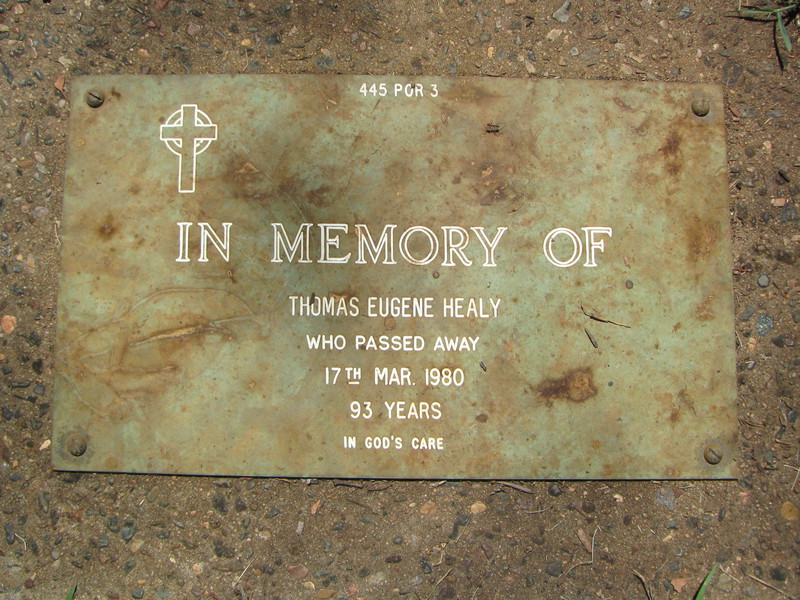 445 POR 3
IN MEMORY OF
THOMAS EUGENE HEALY
WHO PASSED AWAY
17TH MAR. 1980
93 YEARS
IN GOD'S CARE